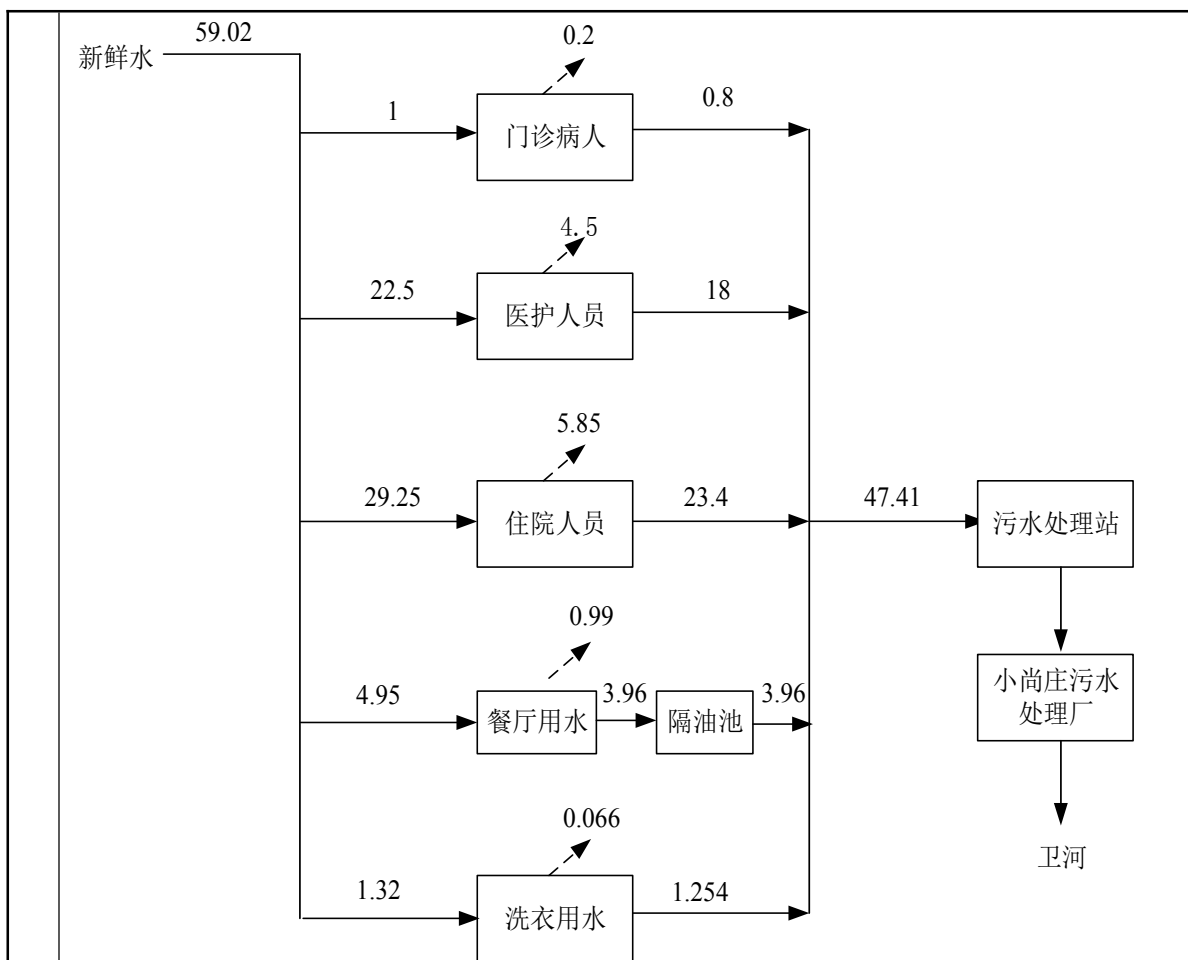 59.02
新鲜水
0.2
1
门诊病人
0.8
4.5
22.5
医护人员
18
5.85
29.25
住院人员
23.4
47.41
污水处理站
0.99
4.95
餐厅用水
3.96
隔油池
3.96
小尚庄污水
处理厂
0.066
1.32
洗衣用水
1.254
卫河